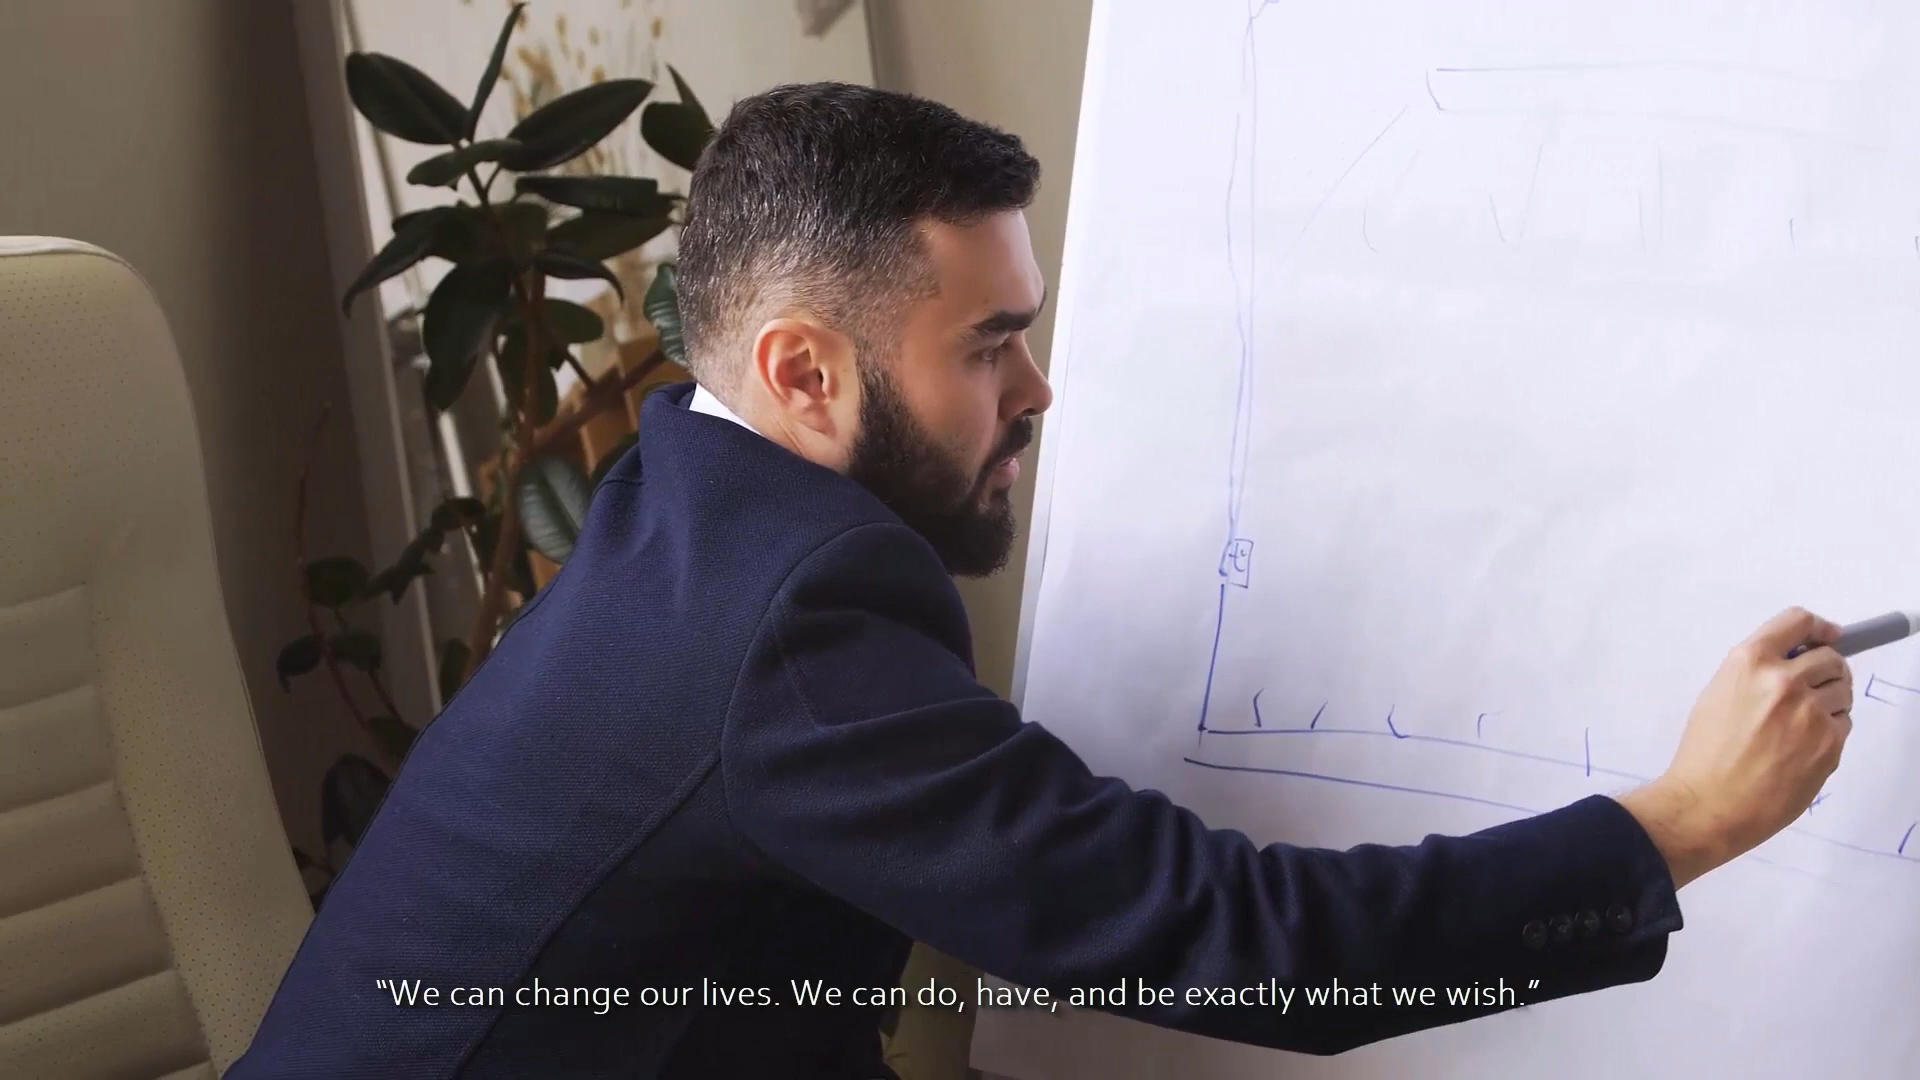 “We can change our lives. We can do, have, and be exactly what we wish.”